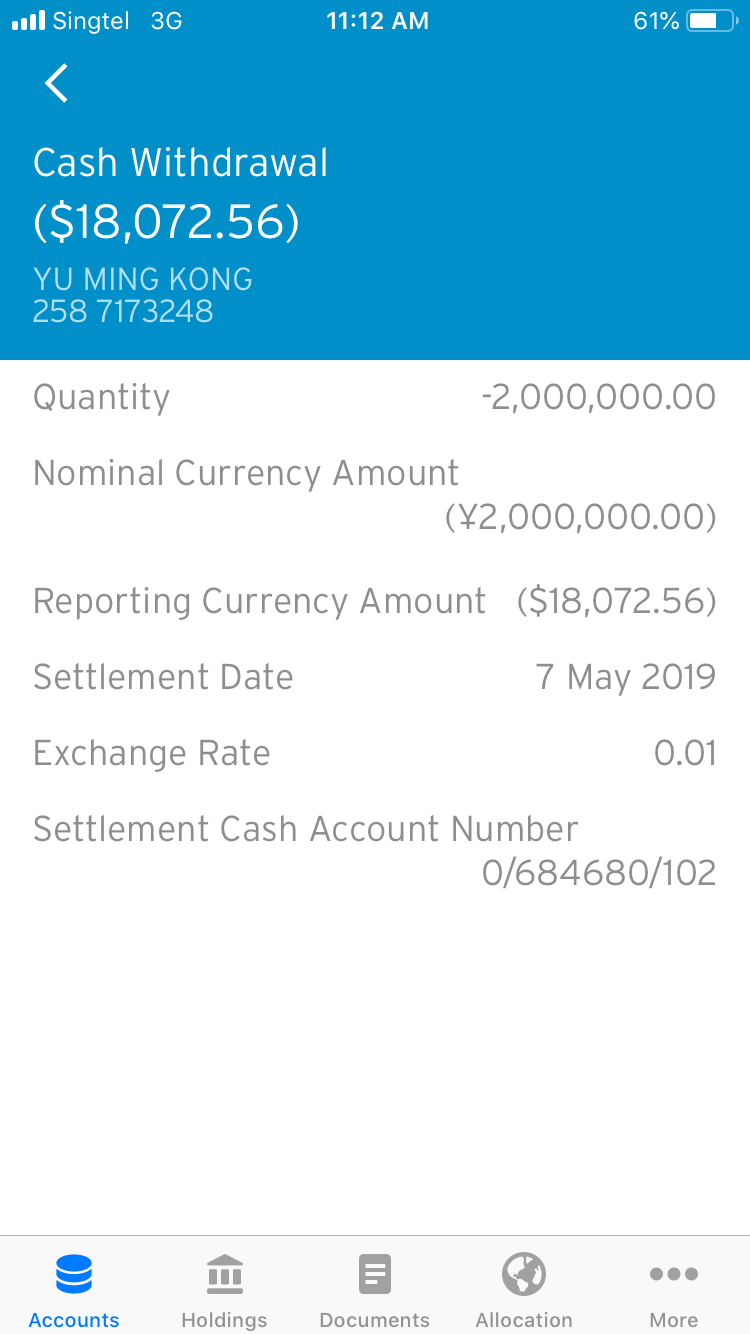 Singtel 3G 11:12 AM 61%
Cash Withdrawal
($18,072.56)
YU MING KONG
258 7173248
Quantity -2,000,000.00
Nominal Currency Amount
(¥2,000,000.00)
Reporting Currency Amount ($18,072.56)
Settlement Date 7 May 2019
Exchange Rate 0.01
Settlement Cash Account Number
0/684680/102
Accounts Holdings Documents Allocation More